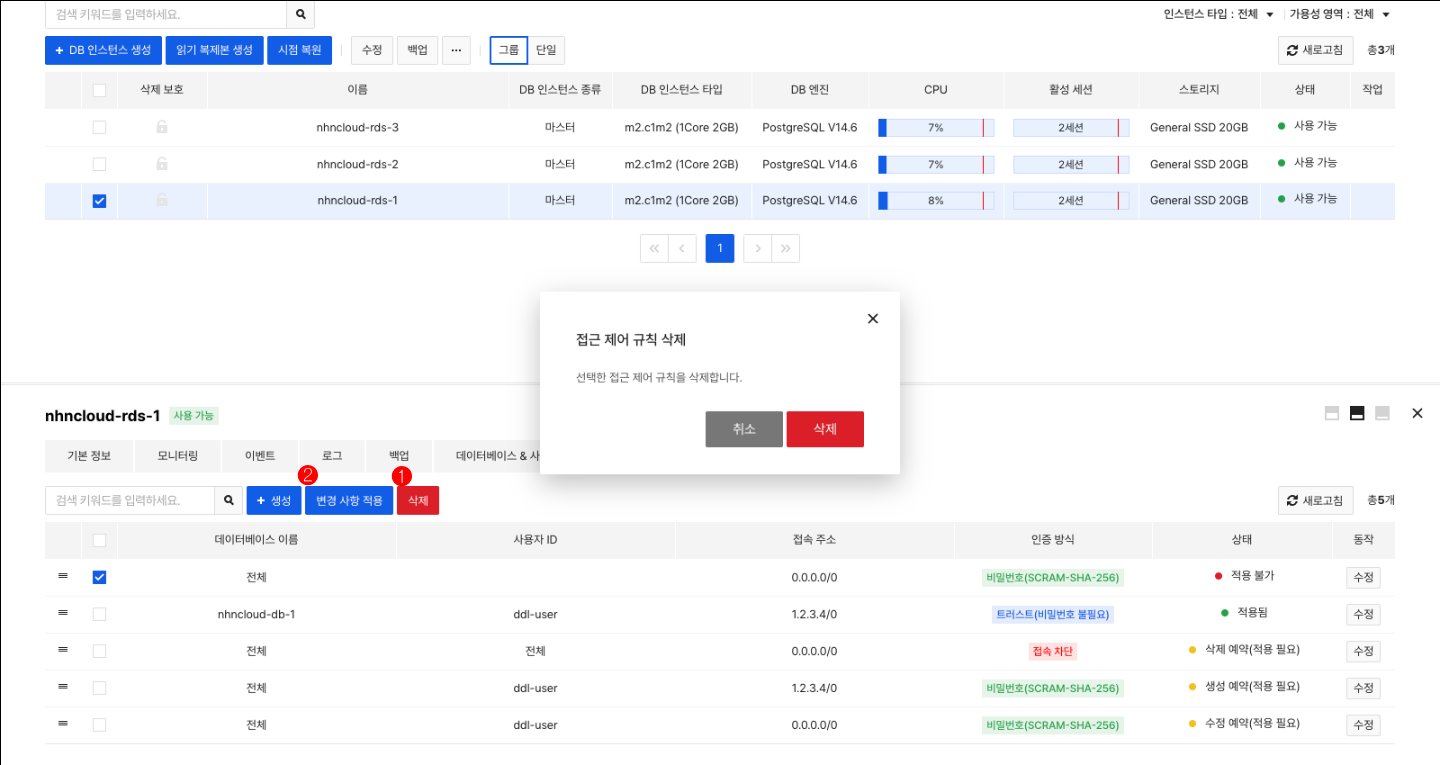 검색 키워드를 입력하세요. 인스턴스 타입 : 전체 가용성 영역 : 전체
+ DB 인스턴스 생성 읽기 복제본 생성 시점 복원 수정 백업 ... 그룹 단일 새로고침 총3개
삭제 보호 이름 DB 인스턴스 종류 DB 인스턴스 타입 DB 엔진 CPU 활성 세션 스토리지 상태 작업
nhncloud-rds-3 마스터 m2.c1m2 (1Core 2GB) PostgreSQL V14.6 7% 2세션 General SSD 20GB 사용 가능
nhncloud-rds-2 마스터 m2.c1m2 (1Core 2GB) PostgreSQL V14.6 7% 2세션 General SSD 20GB 사용 가능
nhncloud-rds-1 마스터 m2.c1m2 (1Core 2GB) PostgreSQL V14.6 8% 2세션 General SSD 20GB 사용 가능
« ‹ 1 › »
접근 제어 규칙 삭제
선택한 접근 제어 규칙을 삭제합니다.
취소 삭제
nhncloud-rds-1 사용 가능
기본 정보 모니터링 이벤트 로그 백업 데이터베이스 & 사
2 1
검색 키워드를 입력하세요. + 생성 변경 사항 적용 삭제 새로고침 총5개
데이터베이스 이름 사용자 ID 접속 주소 인증 방식 상태 동작
전체 0.0.0.0/0 비밀번호(SCRAM-SHA-256) 적용 불가 수정
nhncloud-db-1 ddl-user 1.2.3.4/0 트러스트(비밀번호 불필요) 적용됨 수정
전체 전체 0.0.0.0/0 접속 차단 삭제 예약(적용 필요) 수정
전체 ddl-user 1.2.3.4/0 비밀번호(SCRAM-SHA-256) 생성 예약(적용 필요) 수정
전체 ddl-user 0.0.0.0/0 비밀번호(SCRAM-SHA-256) 수정 예약(적용 필요) 수정